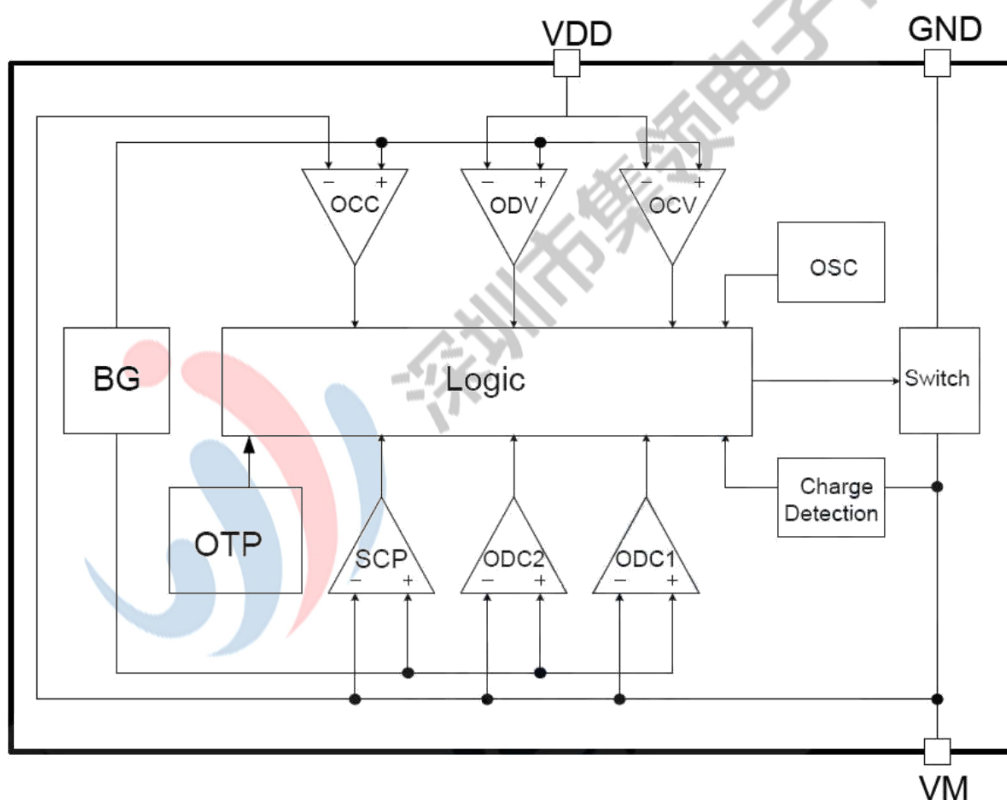 VDD
GND
− + − + − +
OCC
ODV
OCV
OSC
BG
Logic
Switch
Charge
Detection
OTP
SCP
ODC2
ODC1
− + − + − +
VM
深圳市集领电子